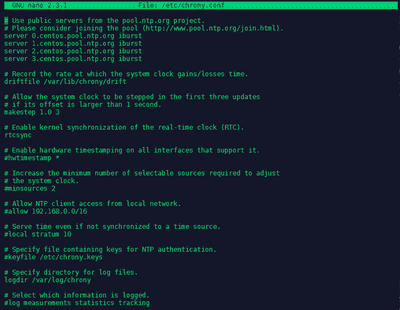 GNU nano 2.3.1 File: /etc/chrony.conf
# Use public servers from the pool.ntp.org project.
# Please consider joining the pool (http://www.pool.ntp.org/join.html).
server 0.centos.pool.ntp.org iburst
server 1.centos.pool.ntp.org iburst
server 2.centos.pool.ntp.org iburst
server 3.centos.pool.ntp.org iburst
# Record the rate at which the system clock gains/losses time.
driftfile /var/lib/chrony/drift
# Allow the system clock to be stepped in the first three updates
# if its offset is larger than 1 second.
makestep 1.0 3
# Enable kernel synchronization of the real-time clock (RTC).
rtcsync
# Enable hardware timestamping on all interfaces that support it.
#hwtimestamp *
# Increase the minimum number of selectable sources required to adjust
# the system clock.
#minsources 2
# Allow NTP client access from local network.
#allow 192.168.0.0/16
# Serve time even if not synchronized to a time source.
#local stratum 10
# Specify file containing keys for NTP authentication.
#keyfile /etc/chrony.keys
# Specify directory for log files.
logdir /var/log/chrony
# Select which information is logged.
#log measurements statistics tracking